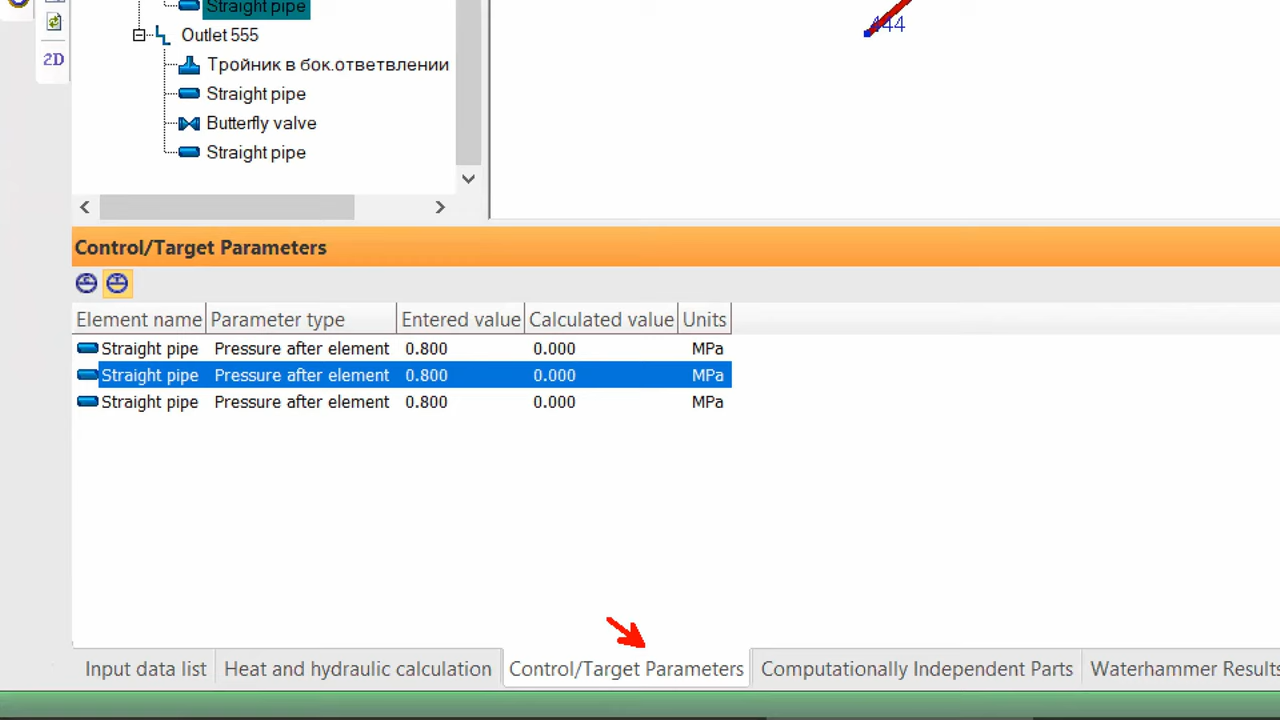 Straight pipe
Outlet 555
444
2D
Тройник в бок.ответвлении
Straight pipe
Butterfly valve
Straight pipe
Control/Target Parameters
Element name Parameter type Entered value Calculated value Units
Straight pipe Pressure after element 0.800 0.000 MPa
Straight pipe Pressure after element 0.800 0.000 MPa
Straight pipe Pressure after element 0.800 0.000 MPa
Input data list Heat and hydraulic calculation Control/Target Parameters Computationally Independent Parts Waterhammer Results